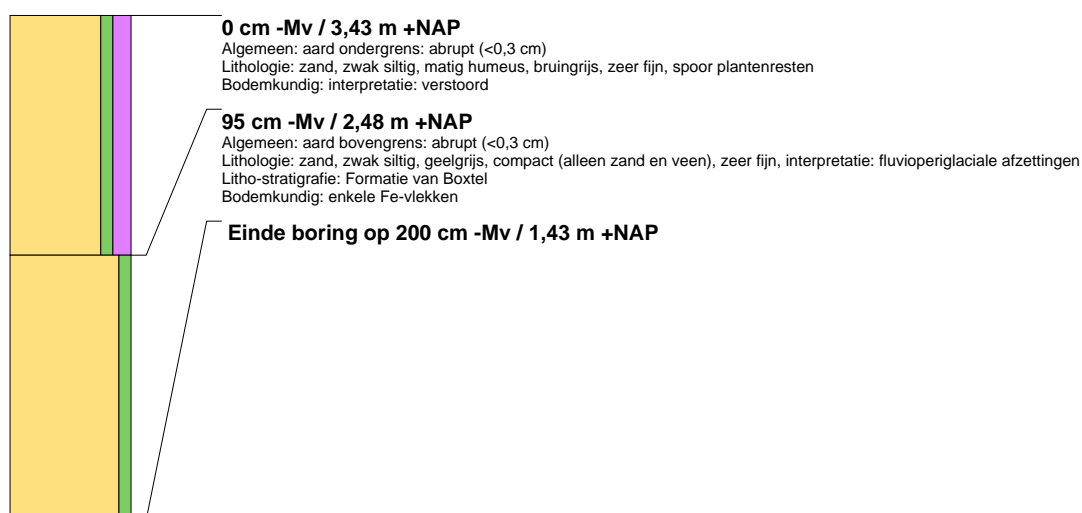 0 cm -Mv / 3,43 m +NAP
Algemeen: aard ondergrens: abrupt (<0,3 cm)
Lithologie: zand, zwak siltig, matig humeus, bruingrijs, zeer fijn, spoor plantenresten
Bodemkundig: interpretatie: verstoord
95 cm -Mv / 2,48 m +NAP
Algemeen: aard bovengrens: abrupt (<0,3 cm)
Lithologie: zand, zwak siltig, geelgrijs, compact (alleen zand en veen), zeer fijn, interpretatie: fluvioperiglaciale afzettingen
Litho-stratigrafie: Formatie van Boxtel
Bodemkundig: enkele Fe-vlekken
Einde boring op 200 cm -Mv / 1,43 m +NAP